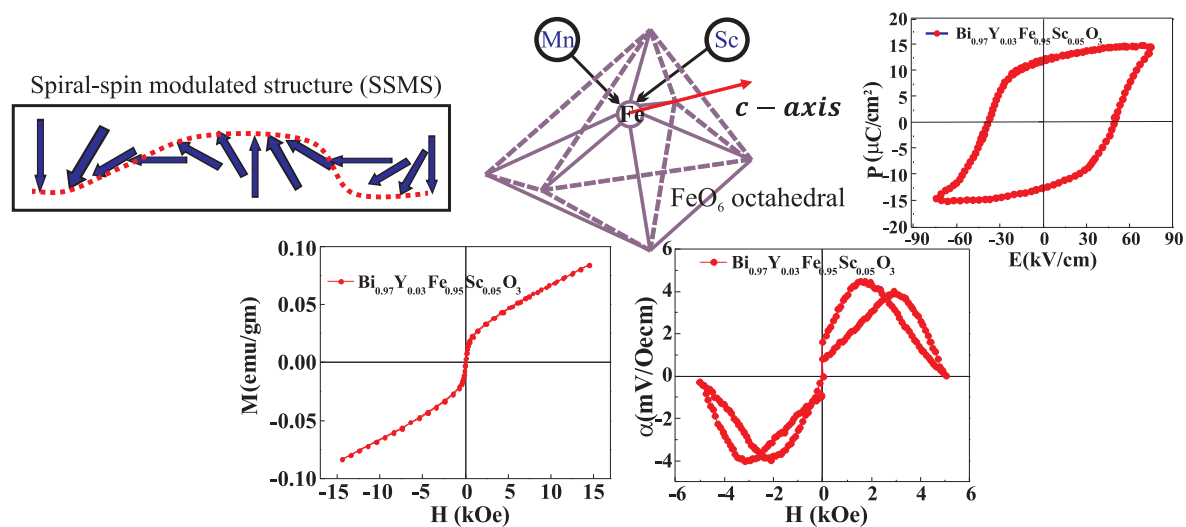 Spiral-spin modulated structure (SSMS)
Mn
Sc
Fe
c − axis
FeO₆ octahedral
20
15
10
5
0
-5
-10
-15
-20
P (μC/cm²)
Bi₀.₉₇Y₀.₀₃Fe₀.₉₅Sc₀.₀₅O₃
-90 -60 -30 0 30 60 90
E(kV/cm)
0.10
0.05
0.00
-0.05
-0.10
M(emu/gm)
Bi₀.₉₇Y₀.₀₃Fe₀.₉₅Sc₀.₀₅O₃
-15 -10 -5 0 5 10 15
H (kOe)
4
2
0
-2
-4
α(mV/Oecm)
Bi₀.₉₇Y₀.₀₃Fe₀.₉₅Sc₀.₀₅O₃
-6 -4 -2 0 2 4 6
H (kOe)